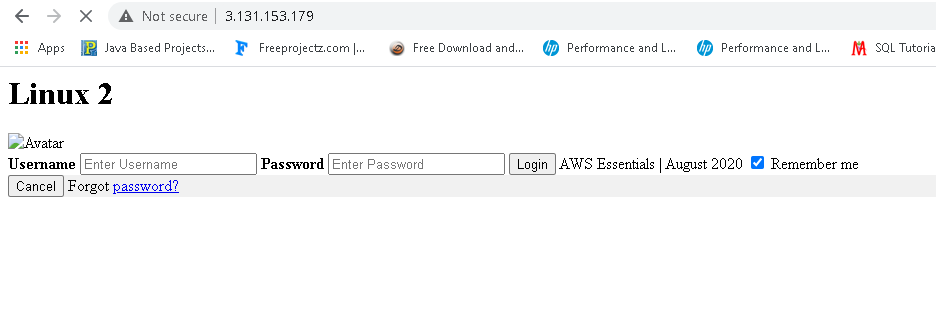 Not secure | 3.131.153.179
Apps Java Based Projects... Freeprojectz.com |... Free Download and... Performance and L... Performance and L... SQL Tutoria
Linux 2
Avatar
Username Enter Username Password Enter Password Login AWS Essentials | August 2020 Remember me
Cancel Forgot password?